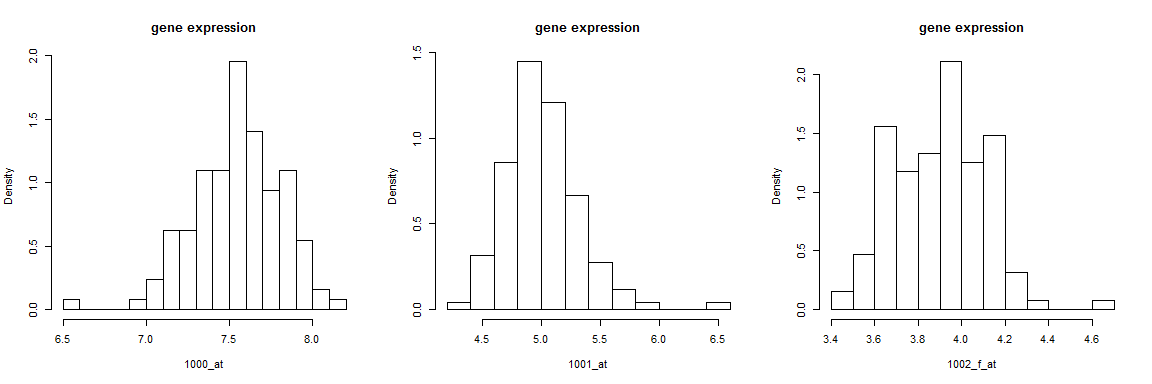 gene expression
Density
0.0 0.5 1.0 1.5 2.0
6.5 7.0 7.5 8.0
1000_at
gene expression
Density
0.0 0.5 1.0 1.5
4.5 5.0 5.5 6.0 6.5
1001_at
gene expression
Density
0.0 0.5 1.0 1.5 2.0
3.4 3.6 3.8 4.0 4.2 4.4 4.6
1002_f_at